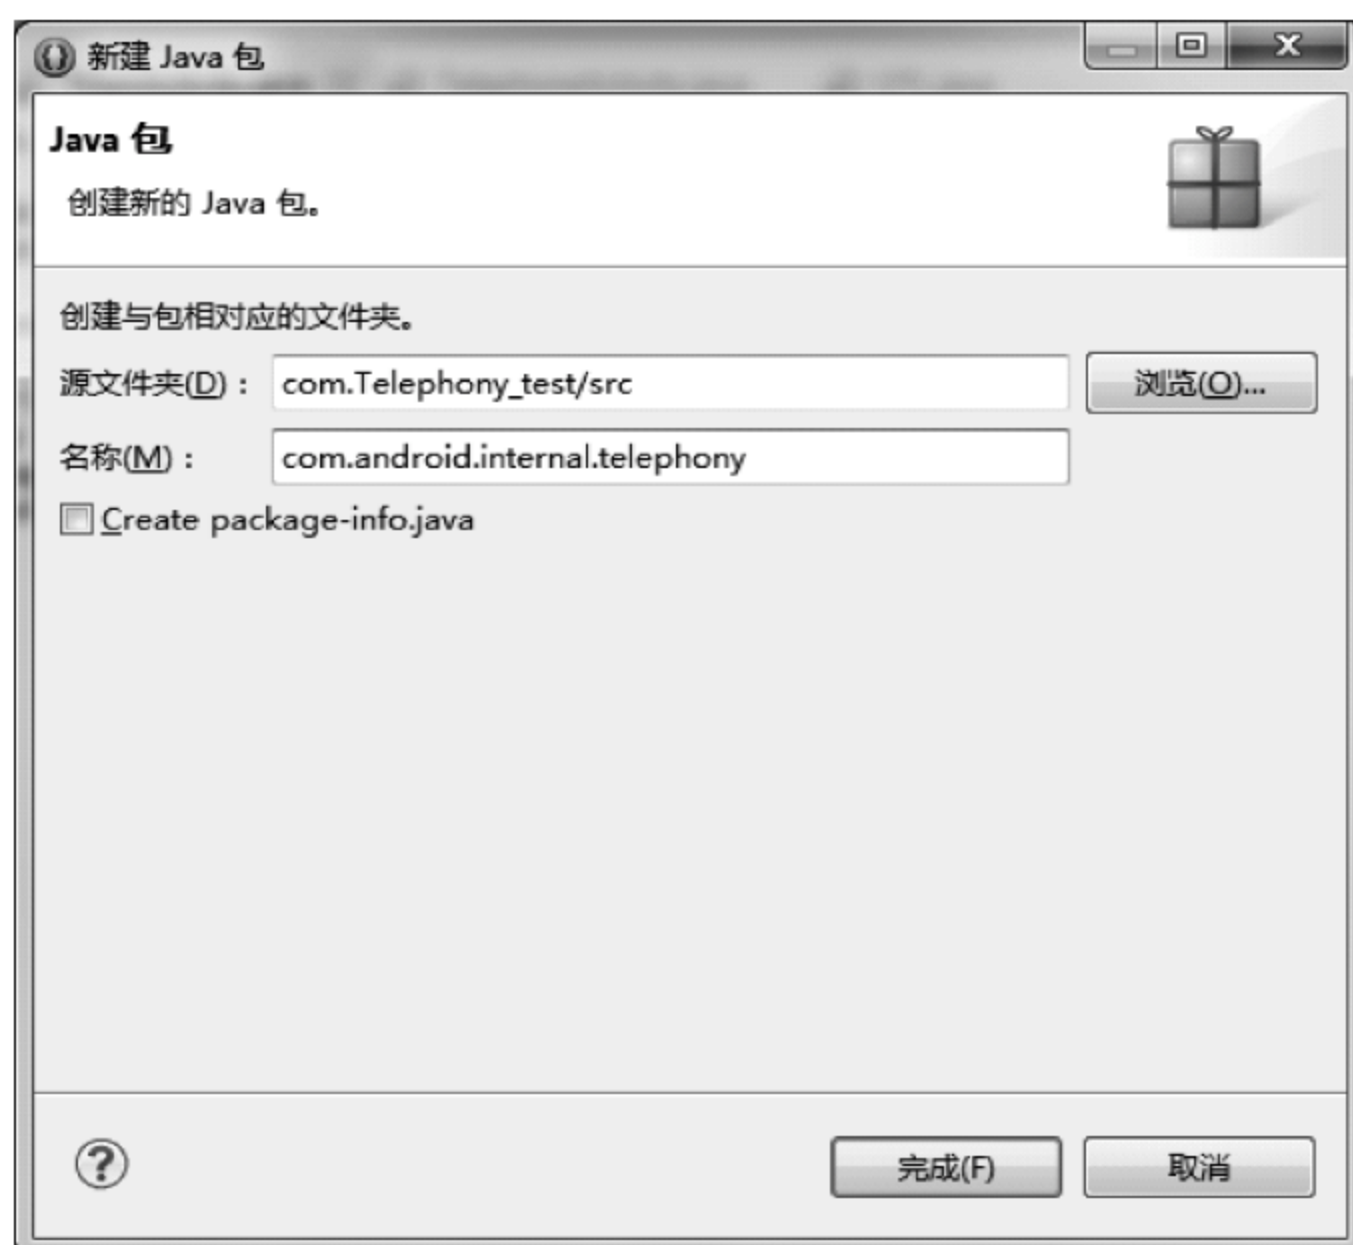 新建 Java 包
Java 包
创建新的 Java 包。
创建与包相对应的文件夹。
源文件夹(D)： com.Telephony_test/src 浏览(O)...
名称(M)： com.android.internal.telephony
Create package-info.java
完成(F) 取消